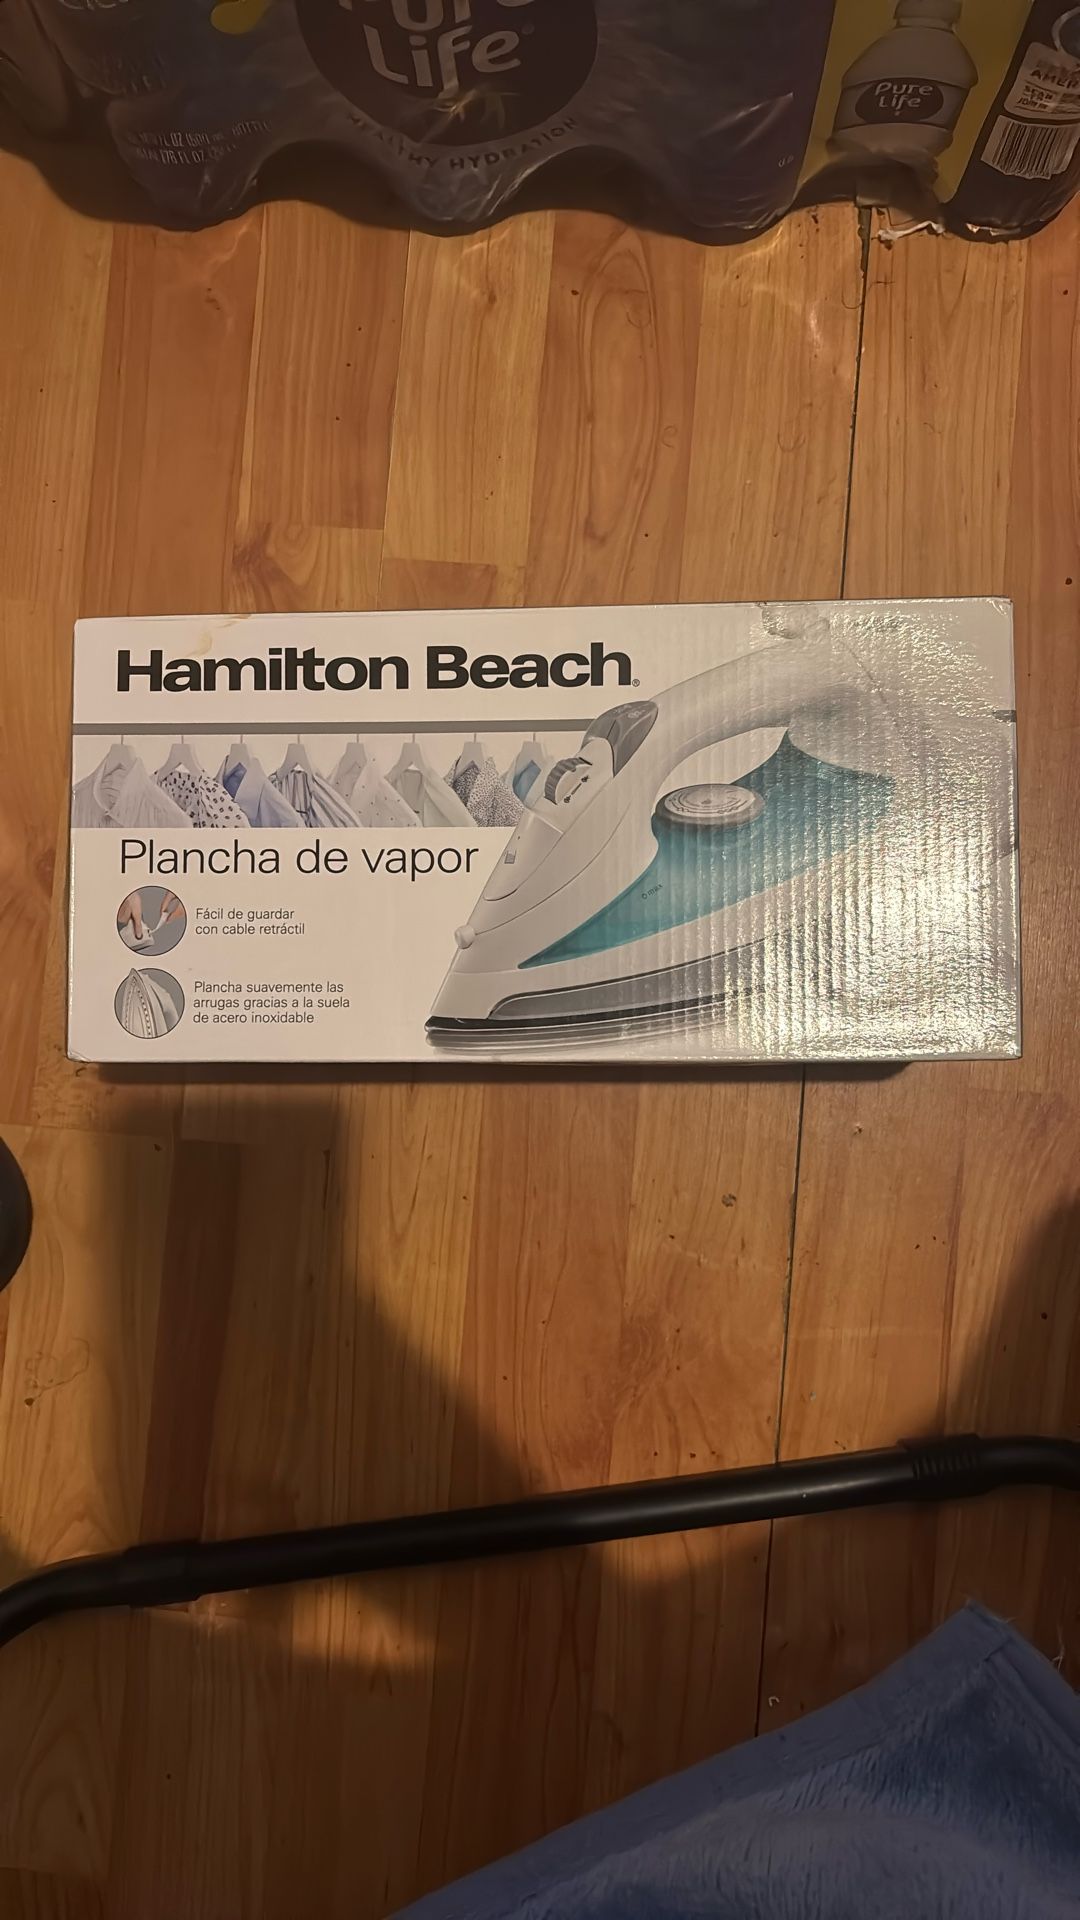 Pure
Life
HEALTHY HYDRATION
Pure
Life
Hamilton Beach®
Plancha de vapor
Fácil de guardar
con cable retráctil
Plancha suavemente las
arrugas gracias a la suela
de acero inoxidable
max